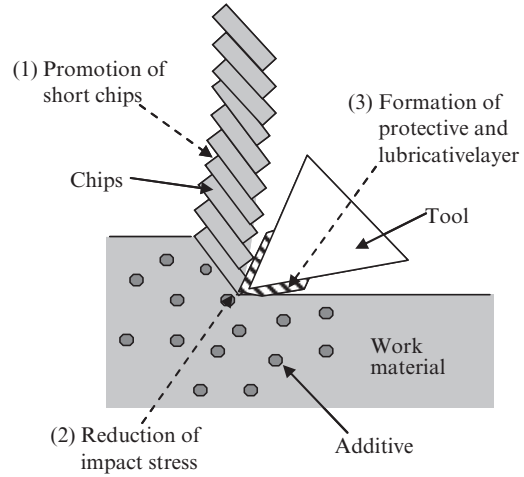 (1) Promotion of
short chips
(3) Formation of
protective and
lubricativelayer
Chips
Tool
Work
material
(2) Reduction of
impact stress
Additive